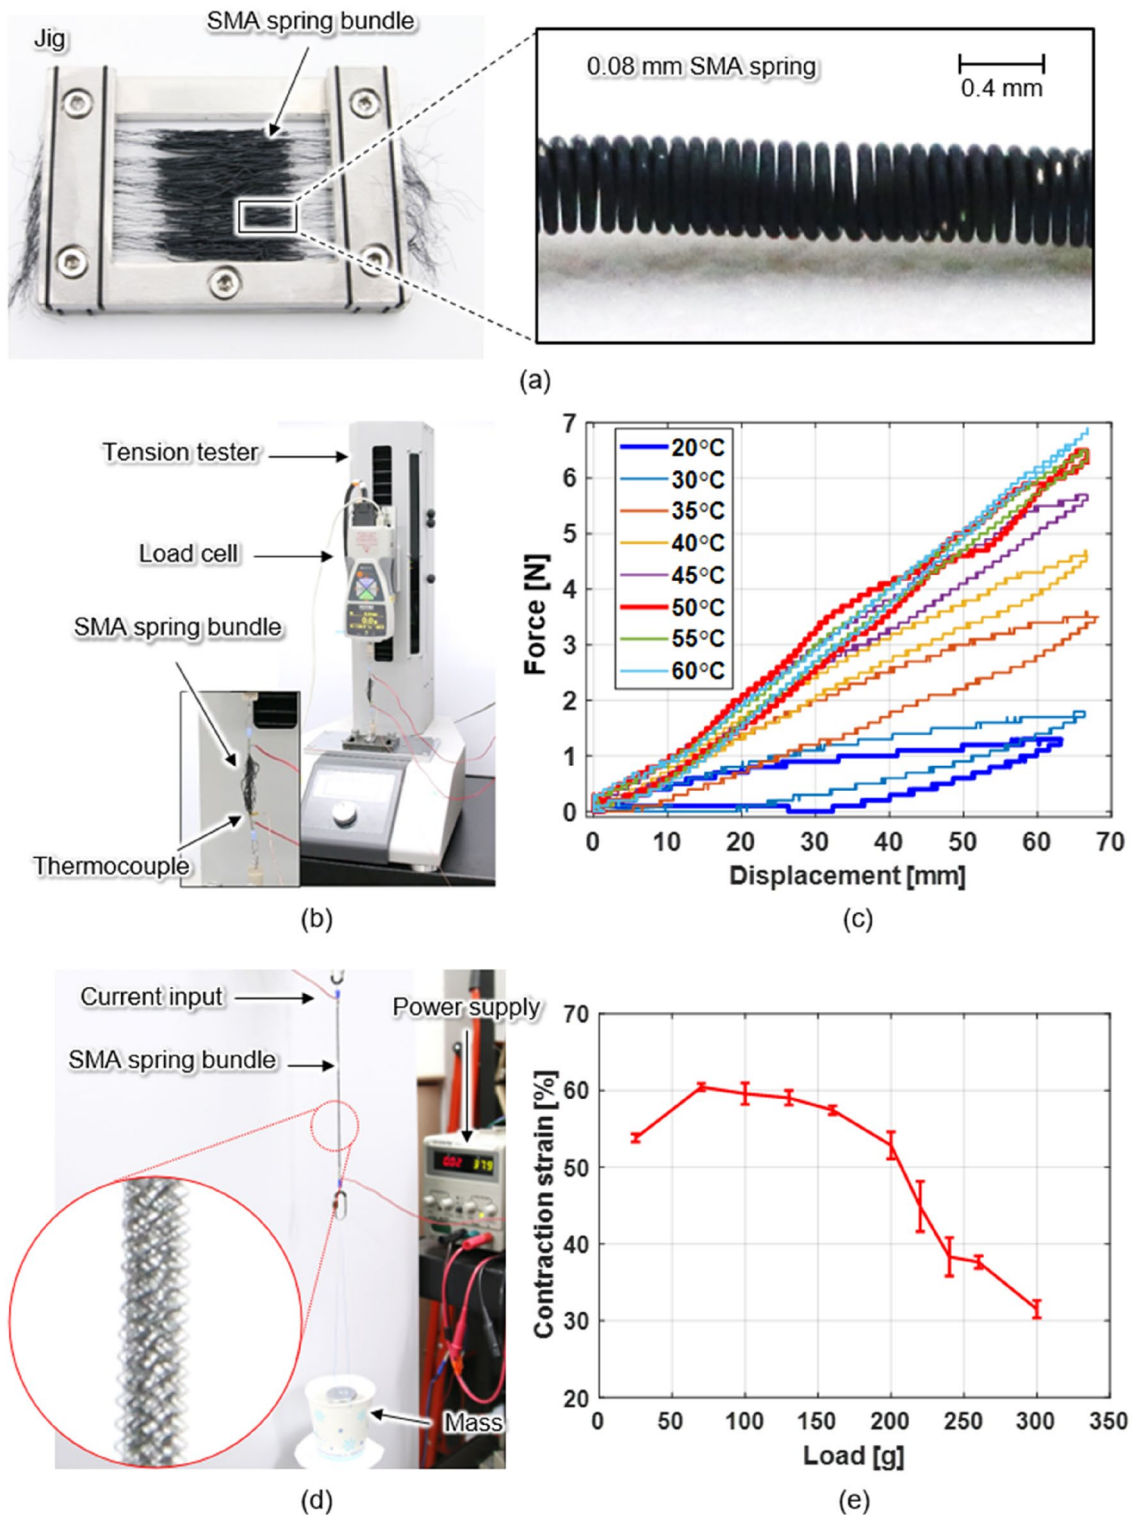 SMA spring bundle
Jig
0.08 mm SMA spring
0.4 mm
(a)
Tension tester
Load cell
SMA spring bundle
Thermocouple
(b)
7
6
5
4
3
2
1
0
Force [N]
20°C
30°C
35°C
40°C
45°C
50°C
55°C
60°C
0 10 20 30 40 50 60 70
Displacement [mm]
(c)
Current input
SMA spring bundle
Power supply
Mass
(d)
70
60
50
40
30
20
Contraction strain [%]
0 50 100 150 200 250 300 350
Load [g]
(e)